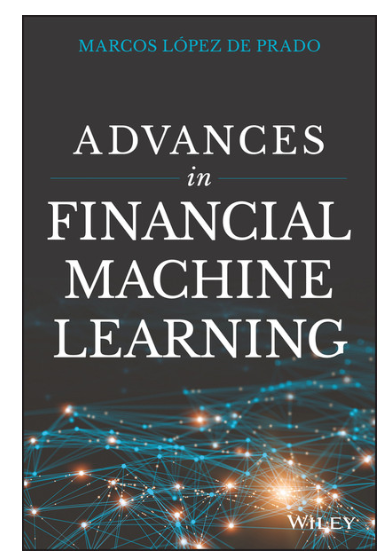 MARCOS LÓPEZ DE PRADO
ADVANCES
in
FINANCIAL
MACHINE
LEARNING
WILEY